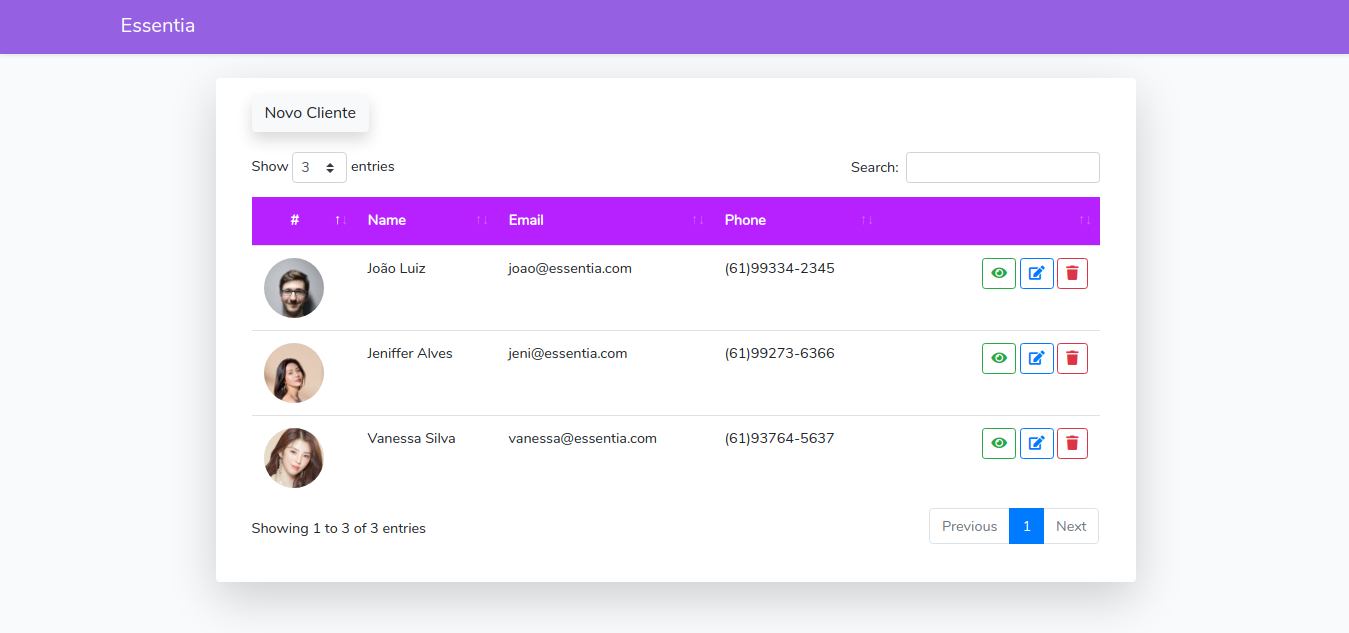 Essentia
Novo Cliente
Show 3 entries Search:
# Name Email Phone
João Luiz joao@essentia.com (61)99334-2345
Jeniffer Alves jeni@essentia.com (61)99273-6366
Vanessa Silva vanessa@essentia.com (61)93764-5637
Showing 1 to 3 of 3 entries Previous 1 Next